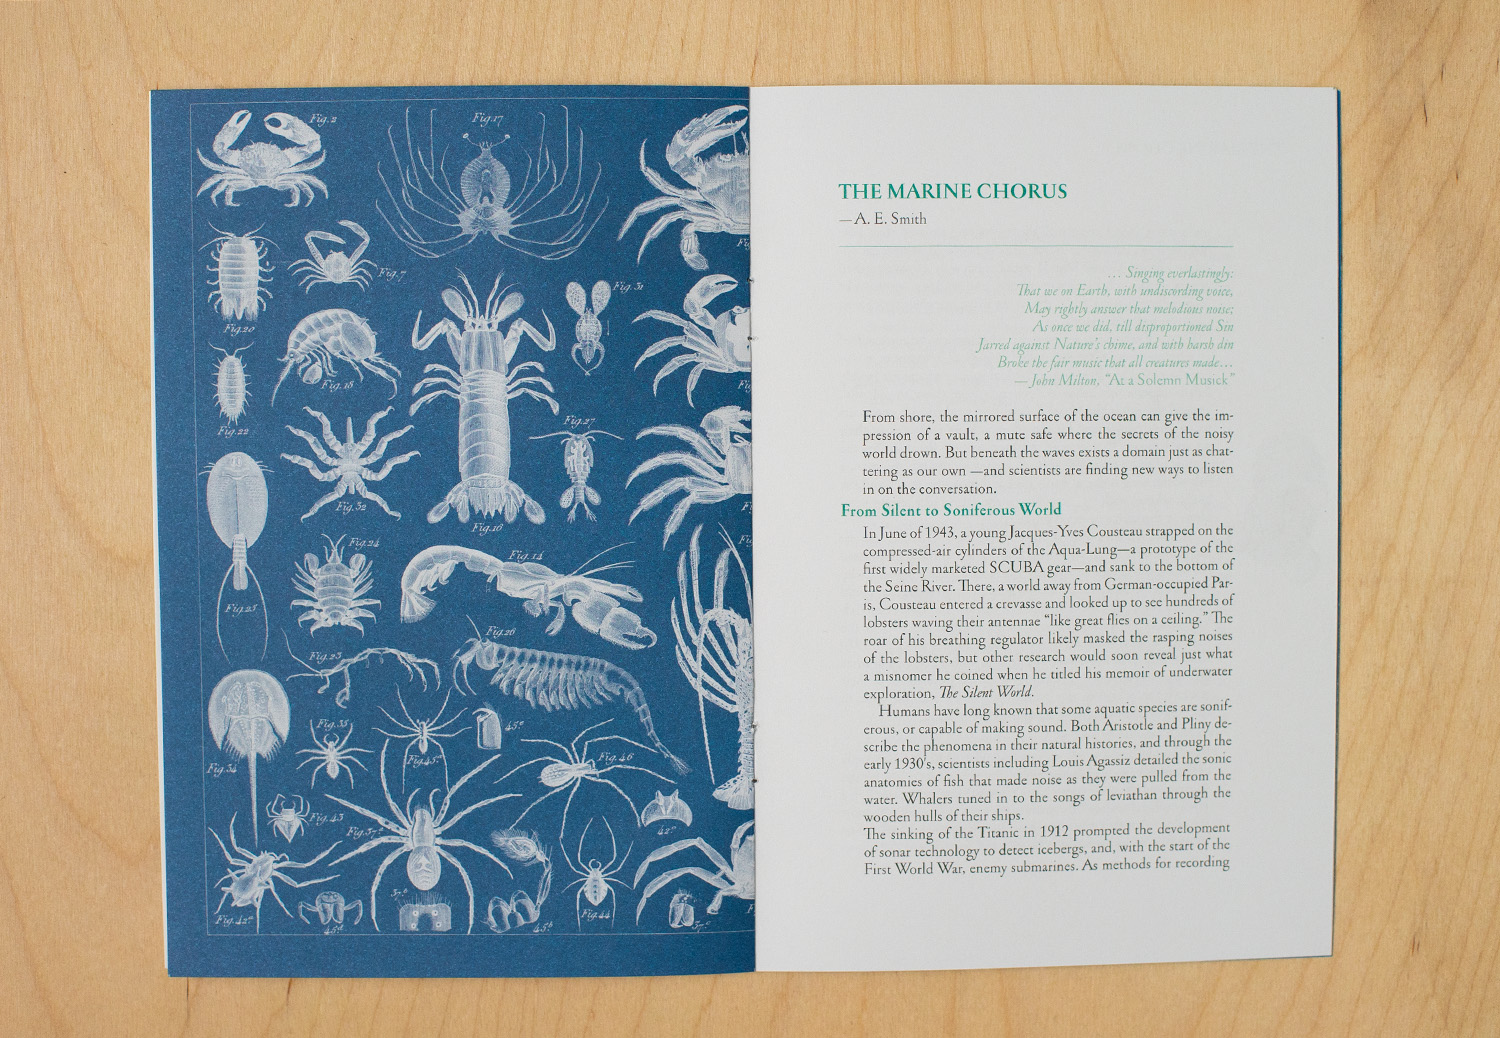 Fig. 2
Fig. 17
Fig. 7
Fig. 31
Fig. 20
Fig. 18
Fig. 22
Fig. 27
Fig. 32
Fig. 16
Fig. 24
Fig. 14
Fig. 25
Fig. 26
Fig. 23
Fig. 35
45.e
Fig. 45.a
Fig. 46
Fig. 34
Fig. 43
Fig. 37.a
Fig. 42.a
Fig. 44
45.b
37.c
THE MARINE CHORUS
—A. E. Smith
… Singing everlastingly:
That we on Earth, with undiscording voice,
May rightly answer that melodious noise;
As once we did, till disproportioned Sin
Jarred against Nature's chime, and with harsh din
Broke the fair music that all creatures made…
—John Milton, "At a Solemn Musick"
From shore, the mirrored surface of the ocean can give the im-
pression of a vault, a mute safe where the secrets of the noisy
world drown. But beneath the waves exists a domain just as chat-
tering as our own —and scientists are finding new ways to listen
in on the conversation.
From Silent to Soniferous World
In June of 1943, a young Jacques-Yves Cousteau strapped on the
compressed-air cylinders of the Aqua-Lung—a prototype of the
first widely marketed SCUBA gear—and sank to the bottom of
the Seine River. There, a world away from German-occupied Par-
is, Cousteau entered a crevasse and looked up to see hundreds of
lobsters waving their antennae "like great flies on a ceiling." The
roar of his breathing regulator likely masked the rasping noises
of the lobsters, but other research would soon reveal just what
a misnomer he coined when he titled his memoir of underwater
exploration, The Silent World.
Humans have long known that some aquatic species are sonif-
erous, or capable of making sound. Both Aristotle and Pliny de-
scribe the phenomena in their natural histories, and through the
early 1930's, scientists including Louis Agassiz detailed the sonic
anatomies of fish that made noise as they were pulled from the
water. Whalers tuned in to the songs of leviathan through the
wooden hulls of their ships.
The sinking of the Titanic in 1912 prompted the development
of sonar technology to detect icebergs, and, with the start of the
First World War, enemy submarines. As methods for recording